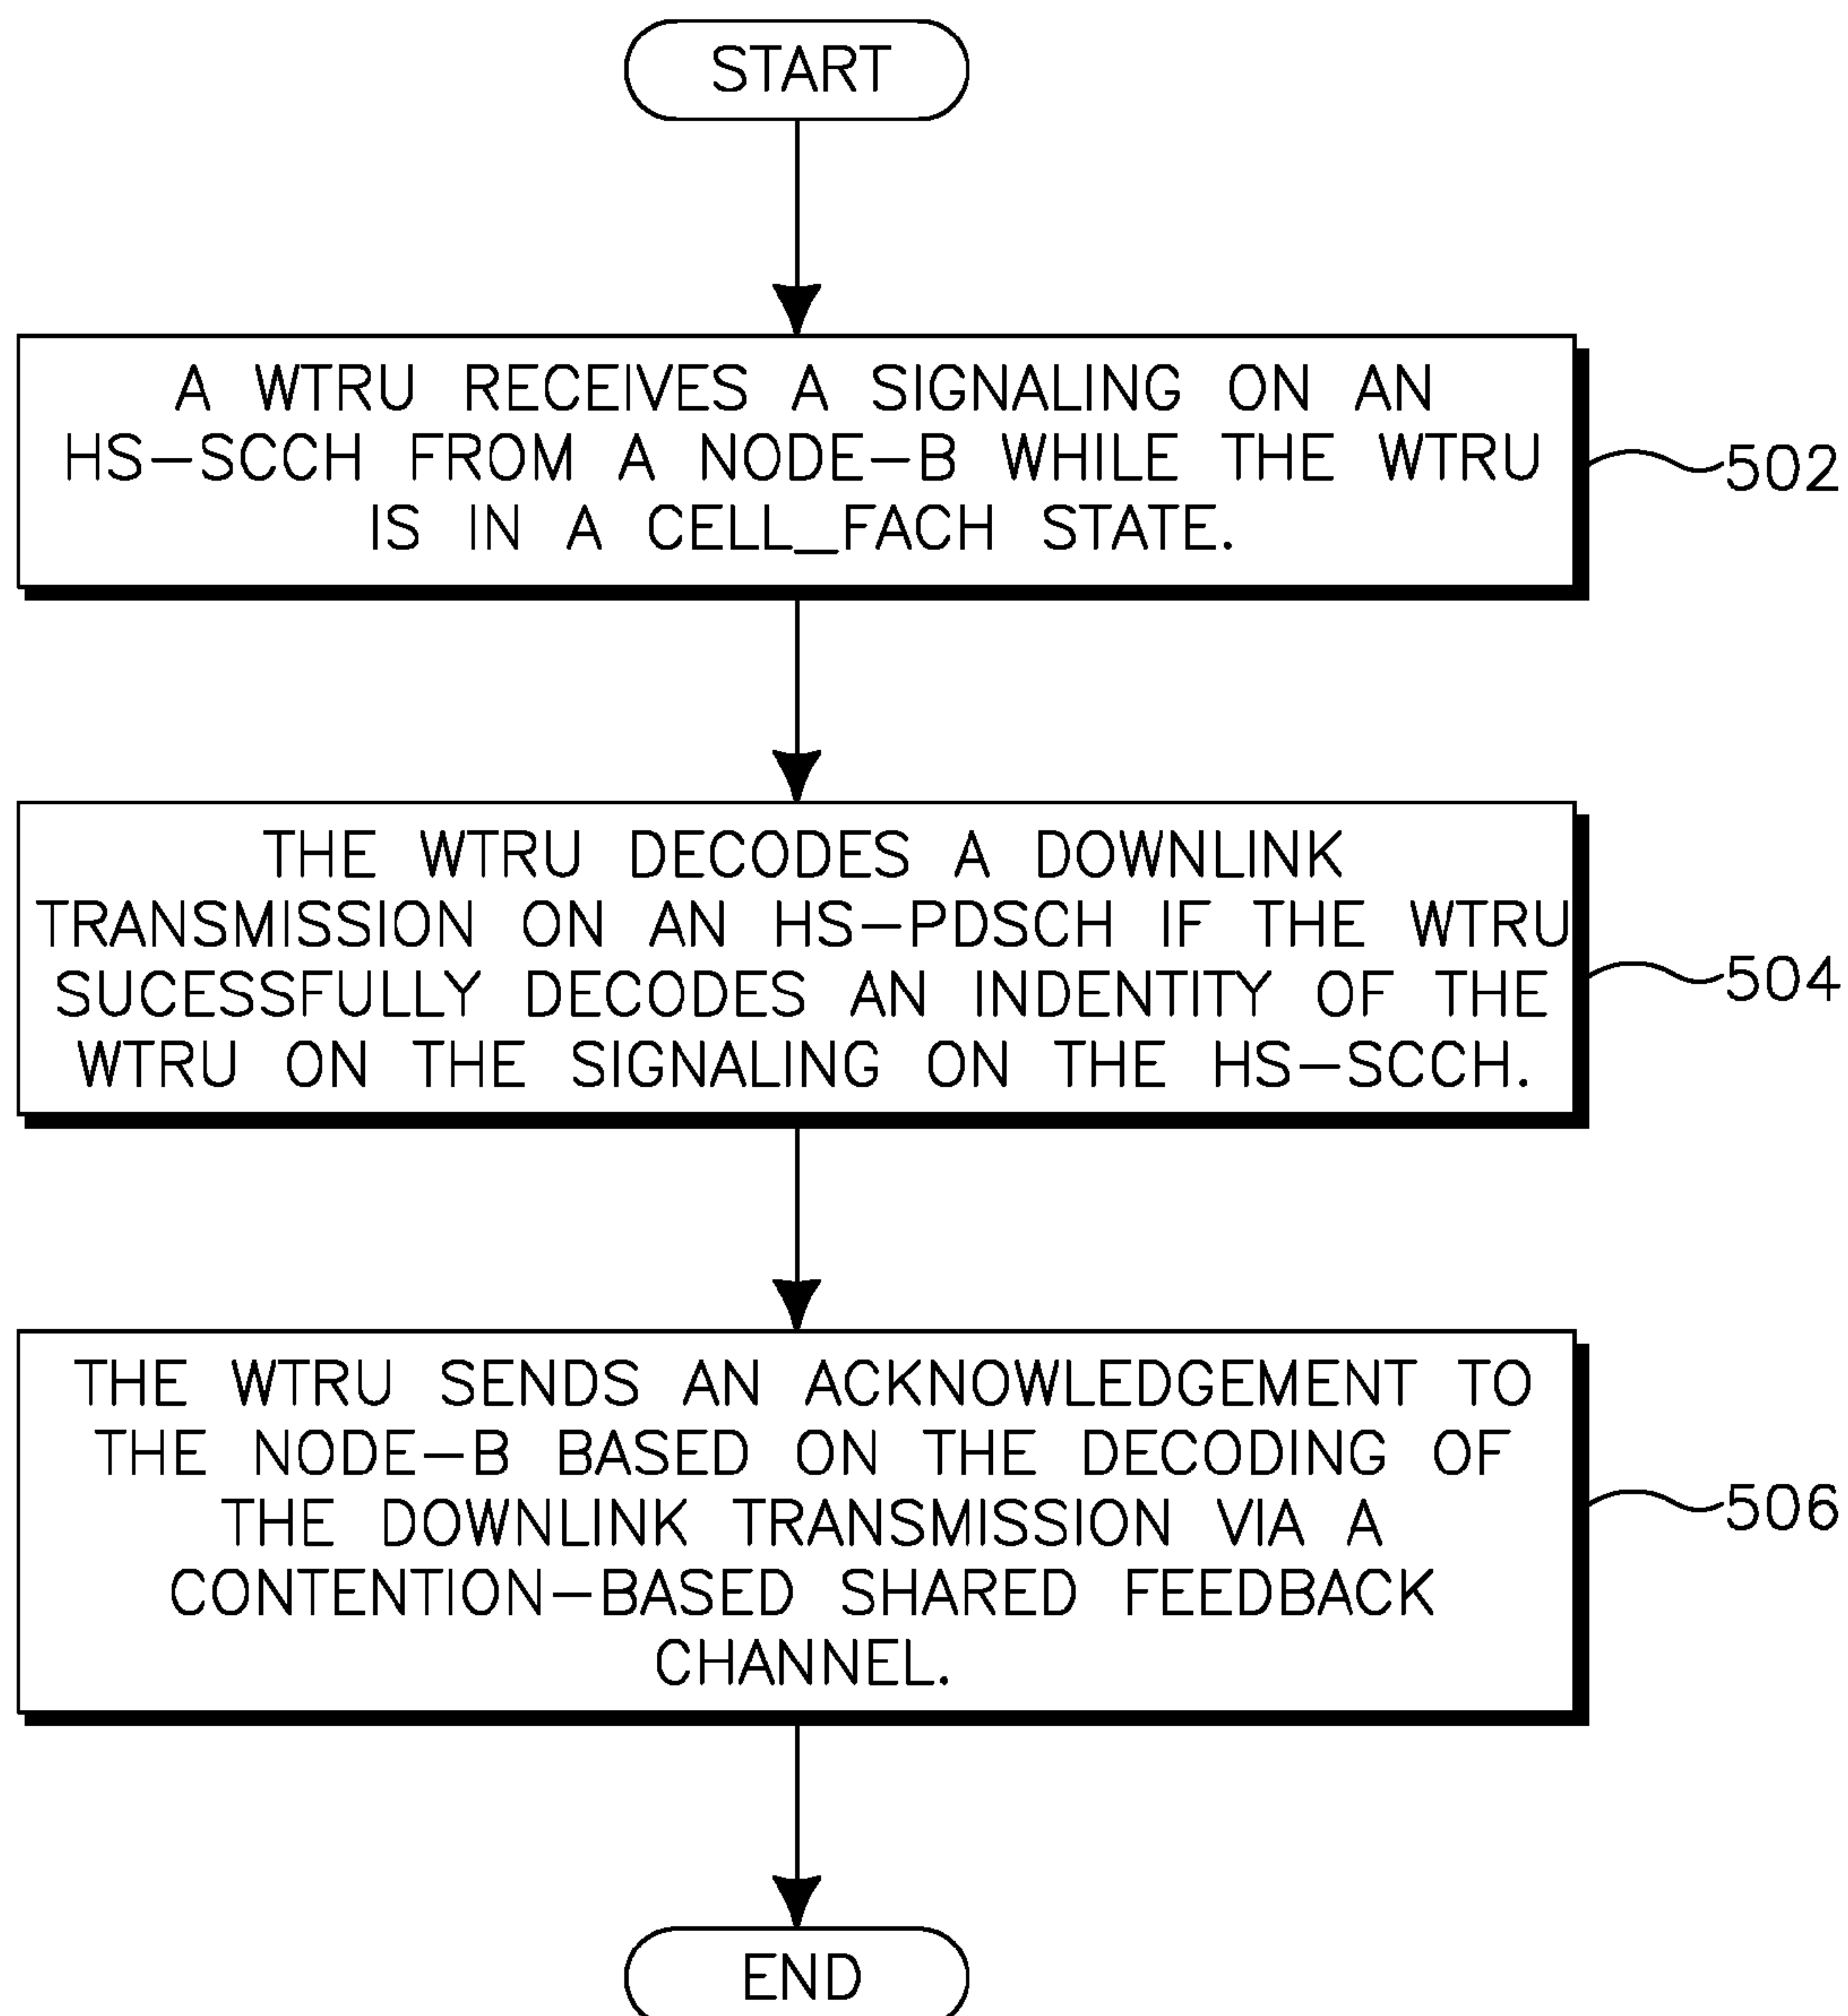 START
A WTRU RECEIVES A SIGNALING ON AN
HS-SCCH FROM A NODE-B WHILE THE WTRU
IS IN A CELL_FACH STATE.
502
THE WTRU DECODES A DOWNLINK
TRANSMISSION ON AN HS-PDSCH IF THE WTRU
SUCESSFULLY DECODES AN INDENTITY OF THE
WTRU ON THE SIGNALING ON THE HS-SCCH.
504
THE WTRU SENDS AN ACKNOWLEDGEMENT TO
THE NODE-B BASED ON THE DECODING OF
THE DOWNLINK TRANSMISSION VIA A
CONTENTION-BASED SHARED FEEDBACK
CHANNEL.
506
END